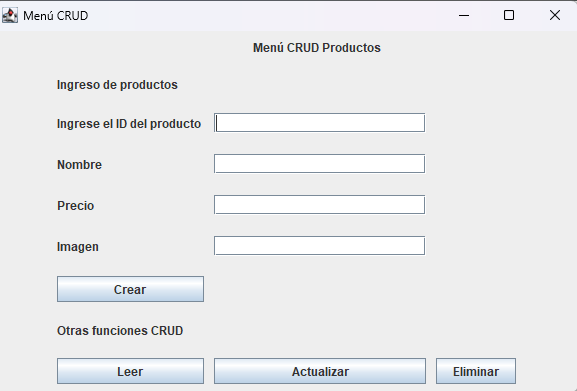 Menú CRUD
Menú CRUD Productos
Ingreso de productos
Ingrese el ID del producto
Nombre
Precio
Imagen
Crear
Otras funciones CRUD
Leer Actualizar Eliminar